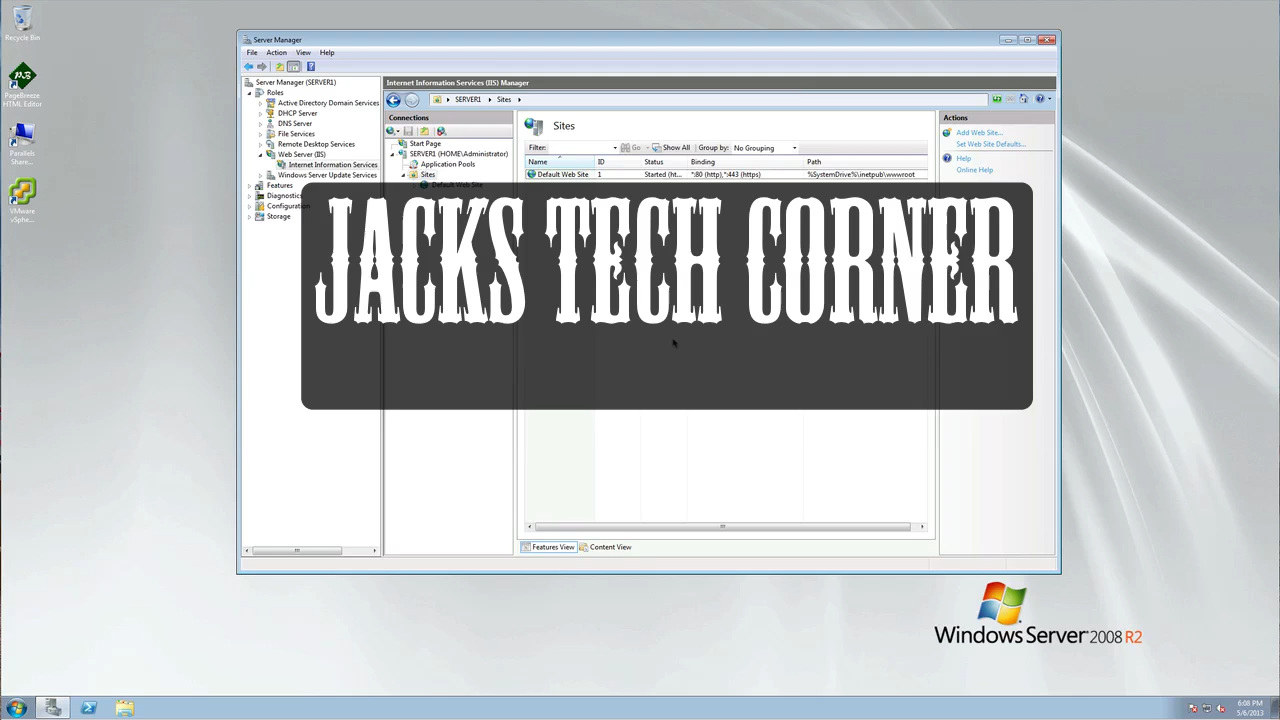 Recycle Bin
PageBreeze
HTML Editor
Parallels
Share...
VMware
vSphe...
Server Manager
File Action View Help
Server Manager (SERVER1)
Roles
Active Directory Domain Services
DHCP Server
DNS Server
File Services
Remote Desktop Services
Web Server (IIS)
Internet Information Services
Windows Server Update Services
Features
Diagnostics
Configuration
Storage
Internet Information Services (IIS) Manager
SERVER1 Sites
Connections
Start Page
SERVER1 (HOME\Administrator)
Application Pools
Sites
Default Web Site
Sites
Filter: Go Show All Group by: No Grouping
Name ID Status Binding Path
Default Web Site 1 Started (ht... *:80 (http),*:443 (https) %SystemDrive%\inetpub\wwwroot
Features View Content View
Actions
Add Web Site...
Set Web Site Defaults...
Help
Online Help
JACKS TECH CORNER
Windows Server 2008 R2
6:08 PM
5/6/2013